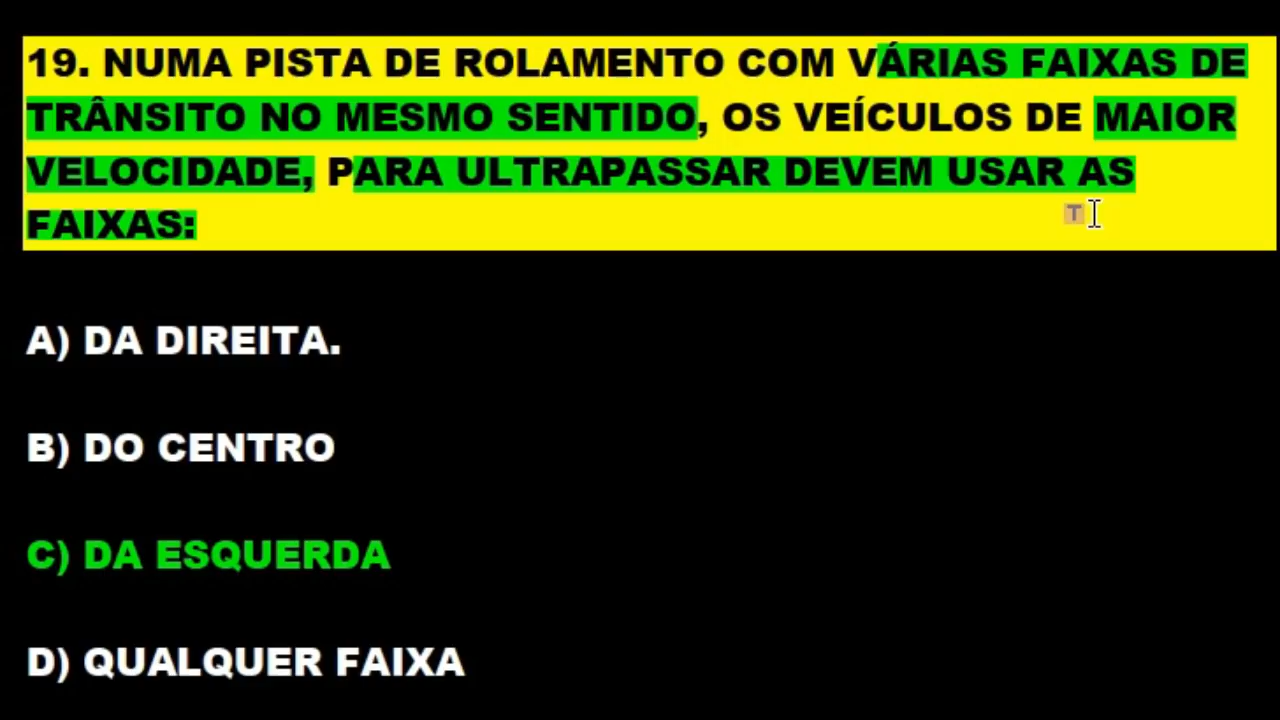 19. NUMA PISTA DE ROLAMENTO COM VÁRIAS FAIXAS DE
TRÂNSITO NO MESMO SENTIDO, OS VEÍCULOS DE MAIOR
VELOCIDADE, PARA ULTRAPASSAR DEVEM USAR AS
FAIXAS:
T
A) DA DIREITA.
B) DO CENTRO
C) DA ESQUERDA
D) QUALQUER FAIXA